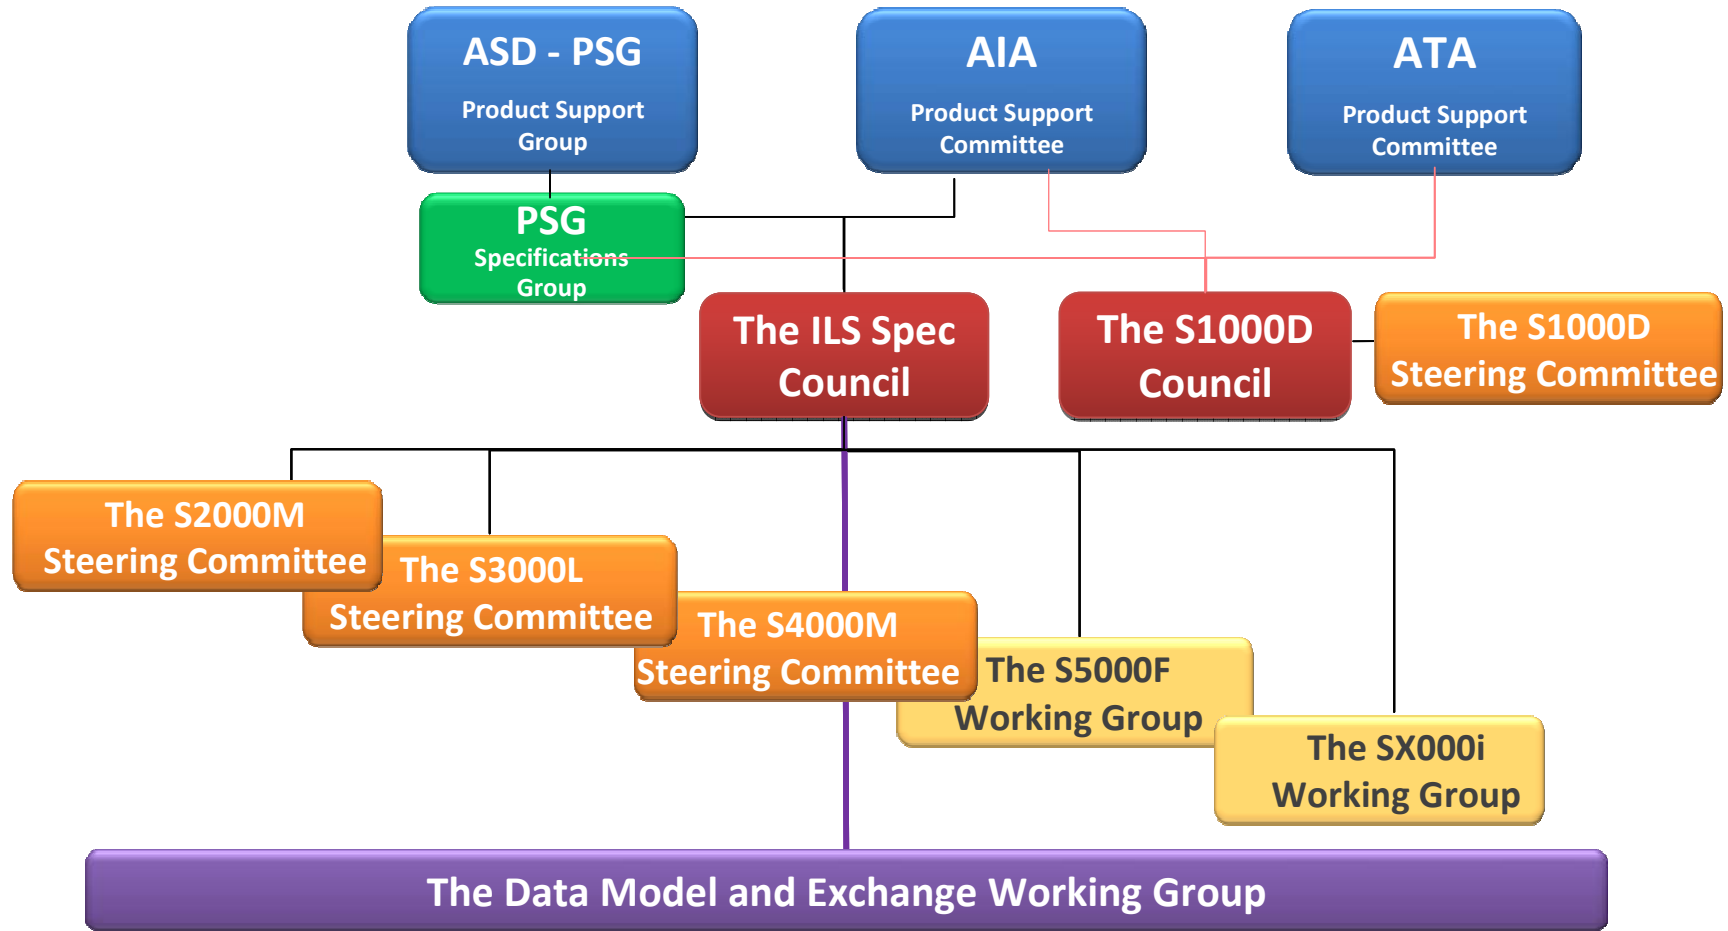 ASD - PSG
Product Support
Group
AIA
Product Support
Committee
ATA
Product Support
Committee
PSG
Specifications
Group
The ILS Spec
Council
The S1000D
Council
The S1000D
Steering Committee
The S2000M
Steering Committee
The S3000L
Steering Committee
The S4000M
Steering Committee
The S5000F
Working Group
The SX000i
Working Group
The Data Model and Exchange Working Group